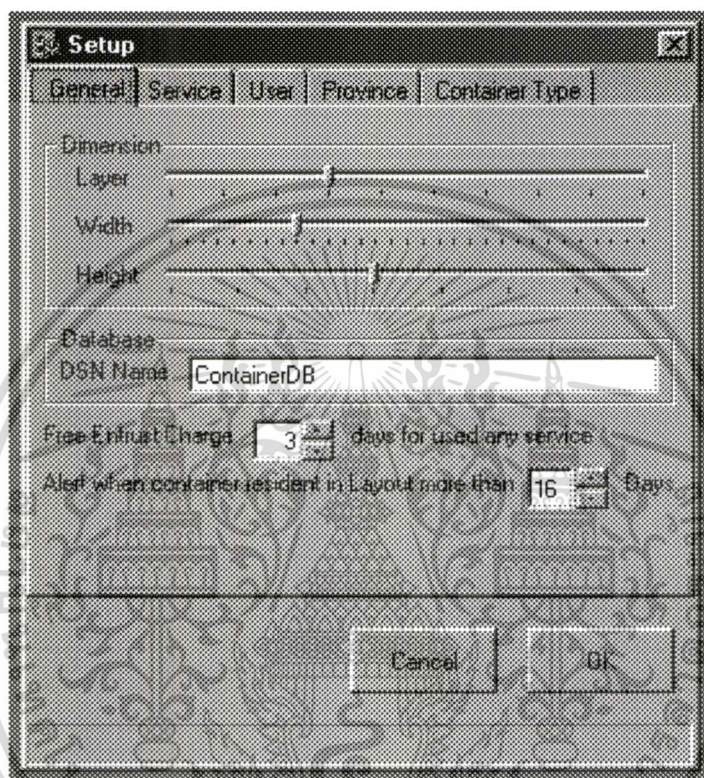 Setup
General Service User Province Container Type
Dimension
Layer
Width
Height
Database
DSN Name ContainerDB
Free Entrust Charge 3 days for used any service
Alert when container resident in Layout more than 16 Days
Cancel OK